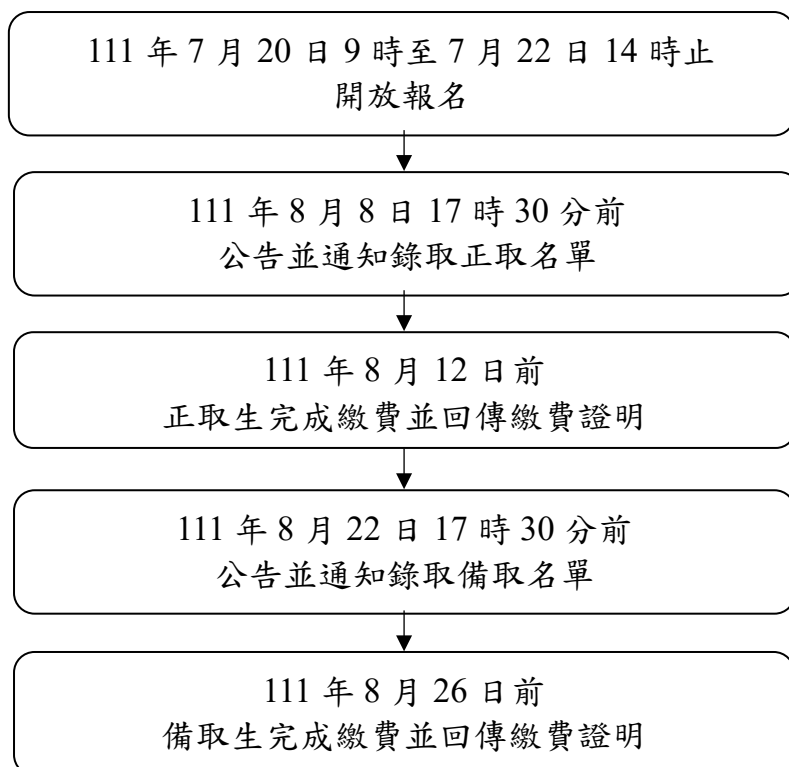 111 年 7 月 20 日 9 時至 7 月 22 日 14 時止
開放報名
111 年 8 月 8 日 17 時 30 分前
公告並通知錄取正取名單
111 年 8 月 12 日前
正取生完成繳費並回傳繳費證明
111 年 8 月 22 日 17 時 30 分前
公告並通知錄取備取名單
111 年 8 月 26 日前
備取生完成繳費並回傳繳費證明